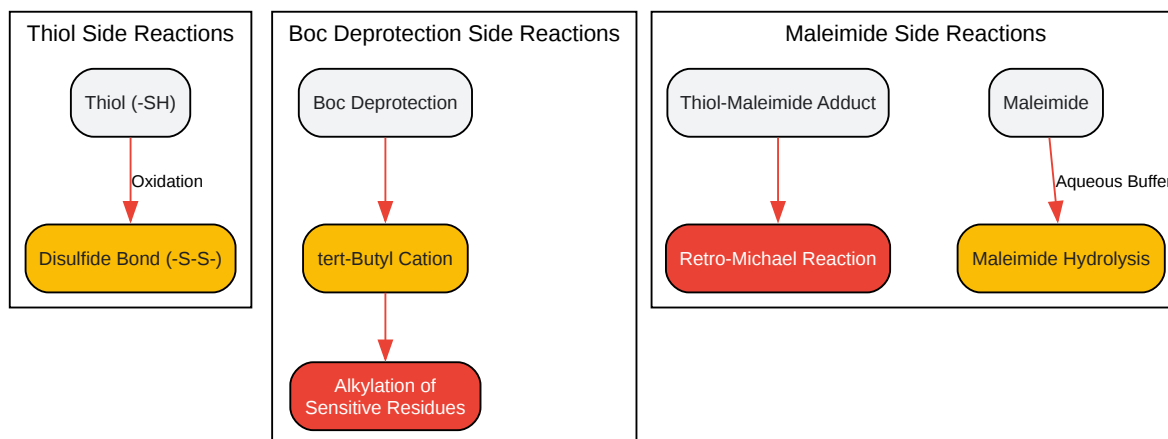 Thiol Side Reactions
Thiol (-SH)
Oxidation
Disulfide Bond (-S-S-)
Boc Deprotection Side Reactions
Boc Deprotection
tert-Butyl Cation
Alkylation of
Sensitive Residues
Maleimide Side Reactions
Thiol-Maleimide Adduct
Retro-Michael Reaction
Maleimide
Aqueous Buffer
Maleimide Hydrolysis